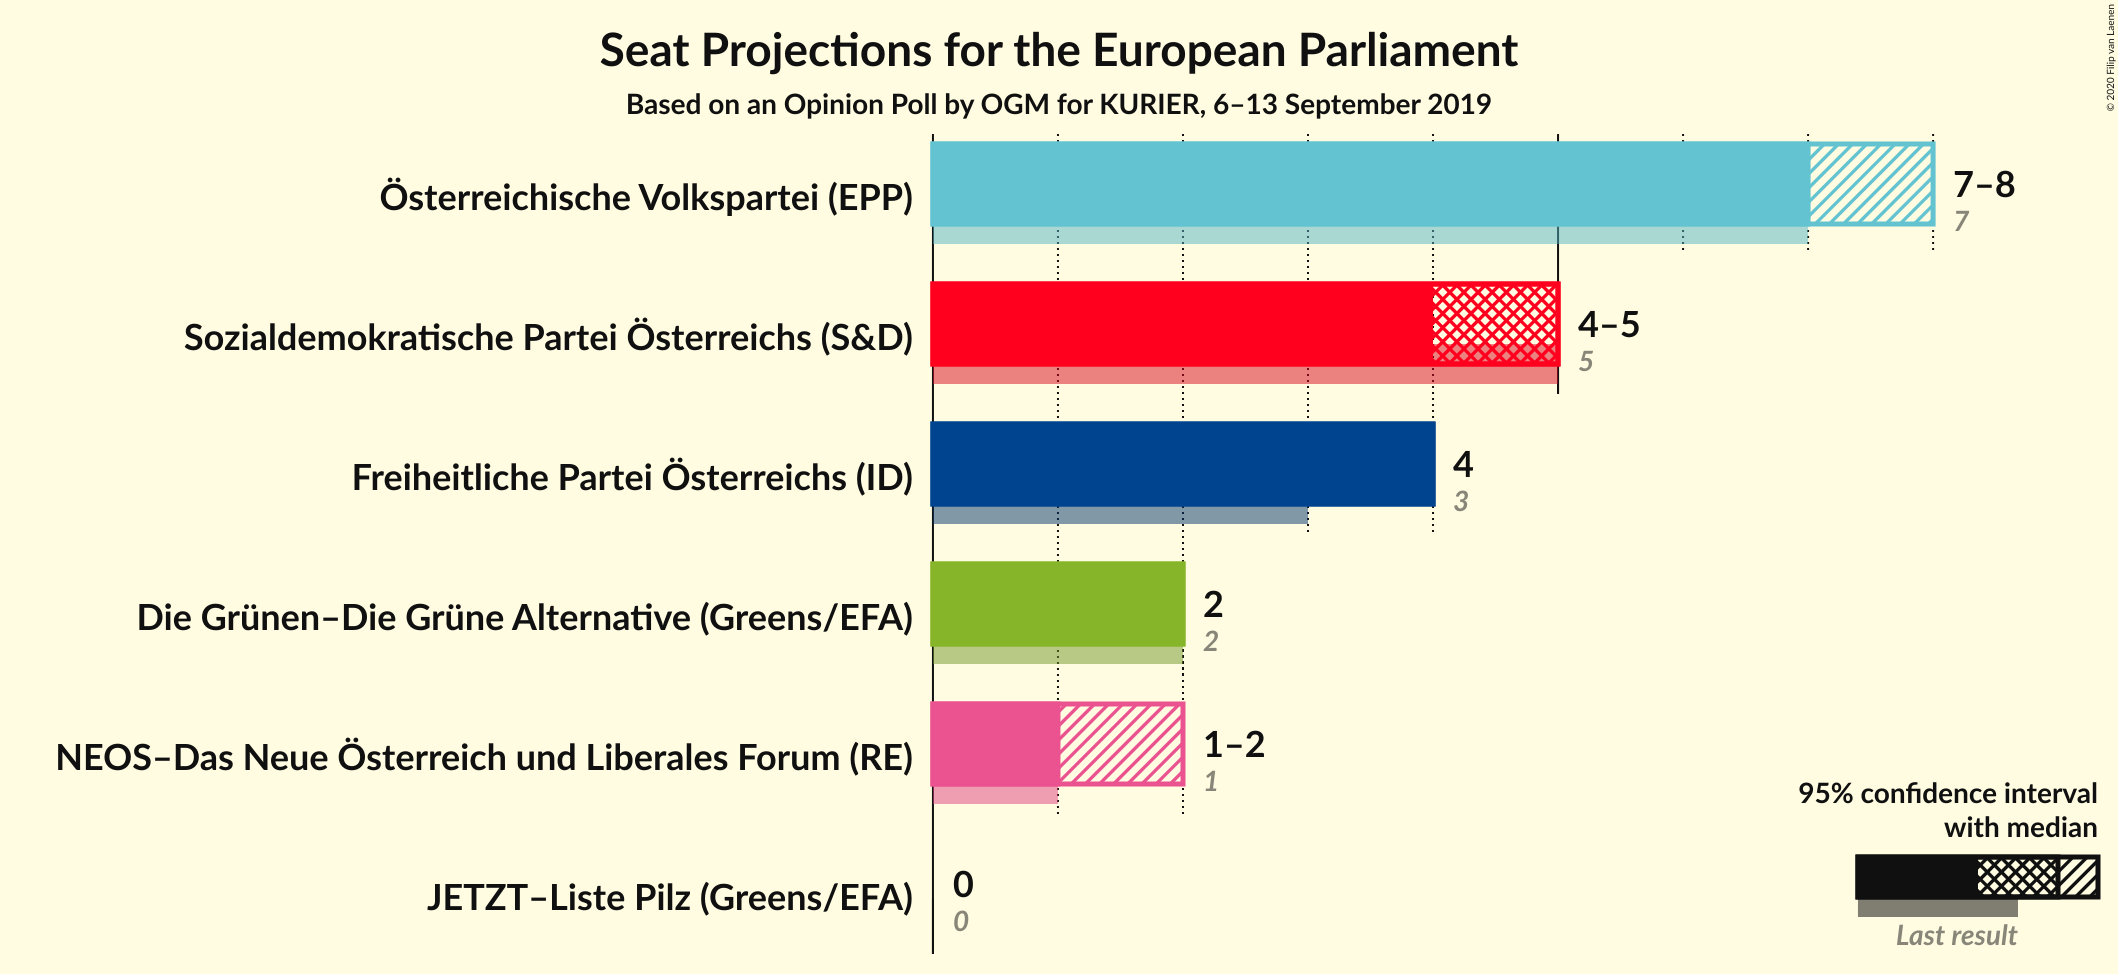 Seat Projections for the European Parliament
Based on an Opinion Poll by OGM for KURIER, 6–13 September 2019
© 2020 Filip van Laenen
Österreichische Volkspartei (EPP)
7–8
7
Sozialdemokratische Partei Österreichs (S&D)
4–5
5
Freiheitliche Partei Österreichs (ID)
4
3
Die Grünen–Die Grüne Alternative (Greens/EFA)
2
2
NEOS–Das Neue Österreich und Liberales Forum (RE)
1–2
1
JETZT–Liste Pilz (Greens/EFA)
0
0
95% confidence interval
with median
Last result